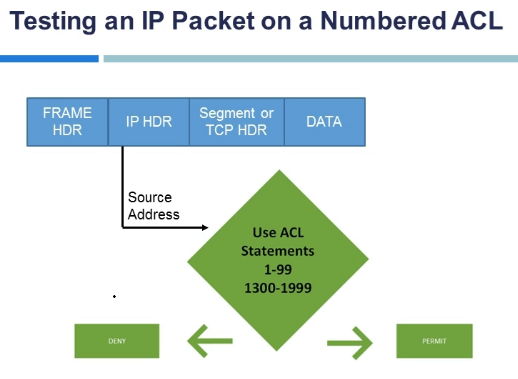 Testing an IP Packet on a Numbered ACL
FRAME
HDR
IP HDR
Segment or
TCP HDR
DATA
Source
Address
Use ACL
Statements
1-99
1300-1999
DENY
PERMIT